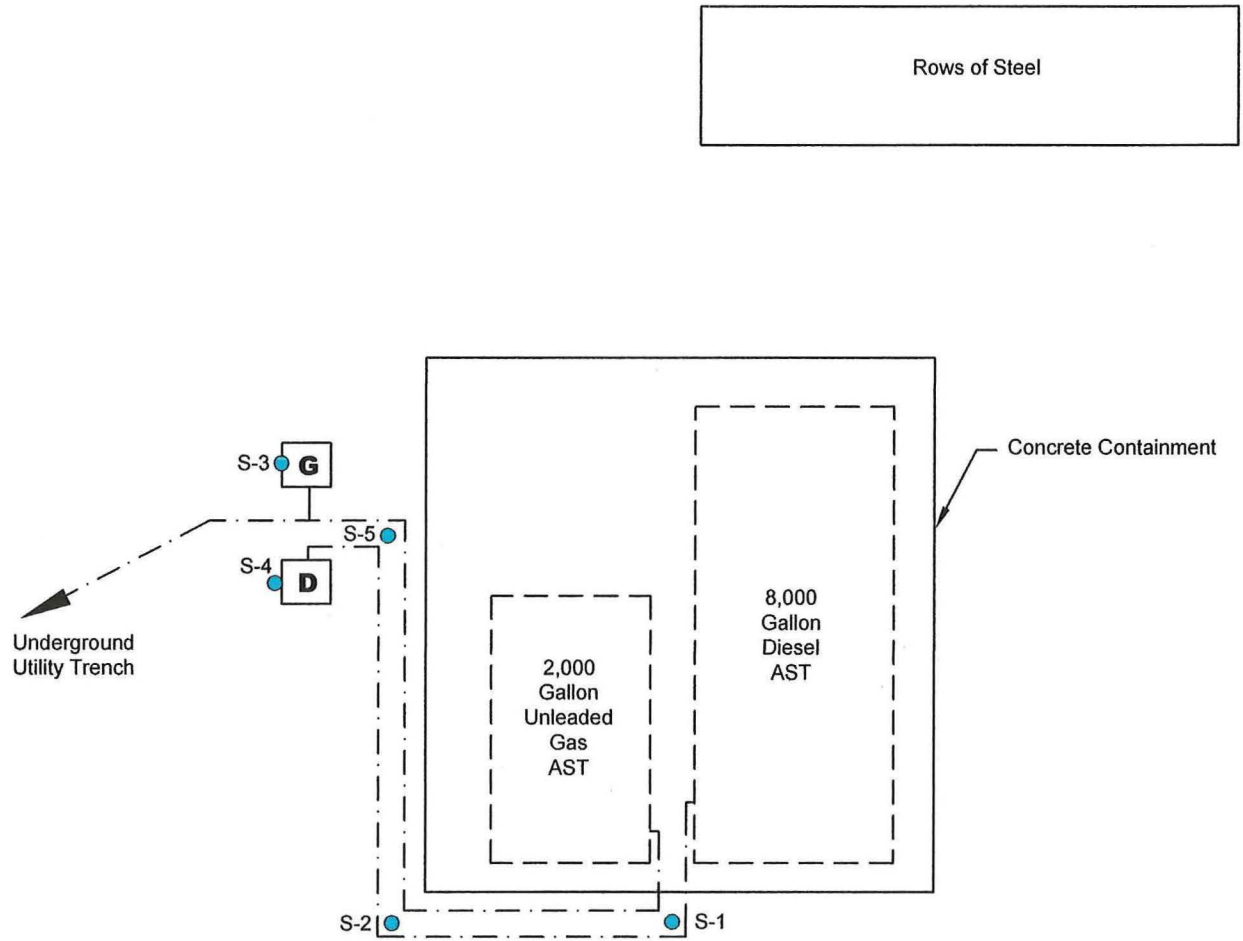 Rows of Steel
Concrete Containment
S-3
G
S-5
S-4
D
Underground
Utility Trench
2,000
Gallon
Unleaded
Gas
AST
8,000
Gallon
Diesel
AST
S-2
S-1